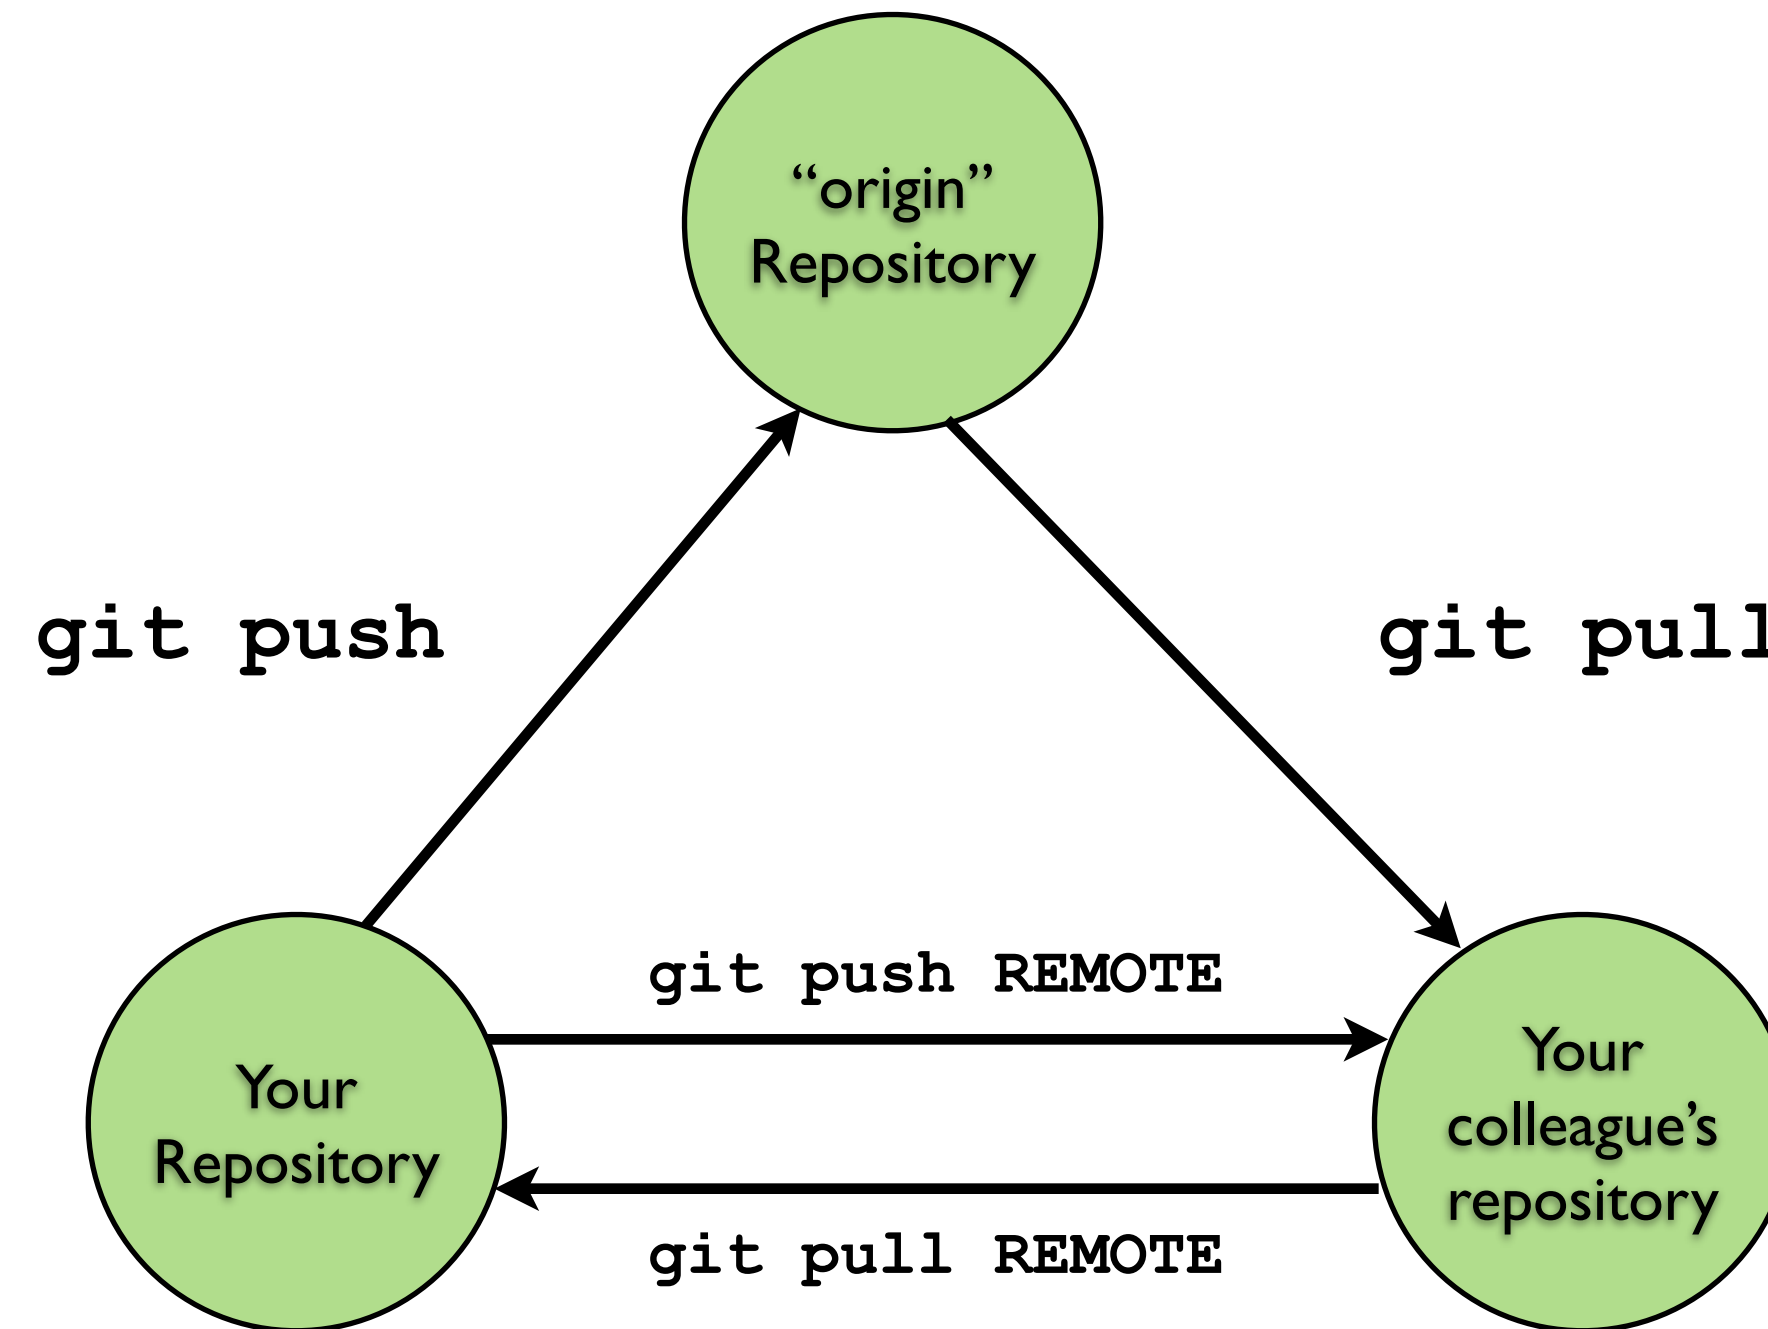 “origin”
Repository
git push
git pull
git push REMOTE
Your
Repository
Your
colleague’s
repository
git pull REMOTE